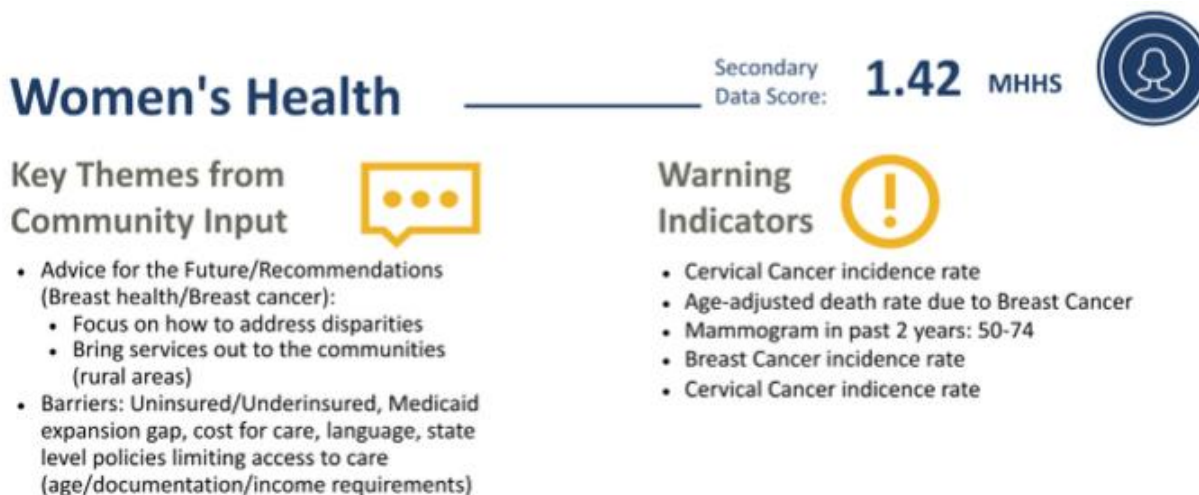 Women's Health
Secondary
Data Score:
1.42 MHHS
Key Themes from
Community Input
• Advice for the Future/Recommendations
(Breast health/Breast cancer):
• Focus on how to address disparities
• Bring services out to the communities
(rural areas)
• Barriers: Uninsured/Underinsured, Medicaid
expansion gap, cost for care, language, state
level policies limiting access to care
(age/documentation/income requirements)
Warning
Indicators
• Cervical Cancer incidence rate
• Age-adjusted death rate due to Breast Cancer
• Mammogram in past 2 years: 50-74
• Breast Cancer incidence rate
• Cervical Cancer indicence rate